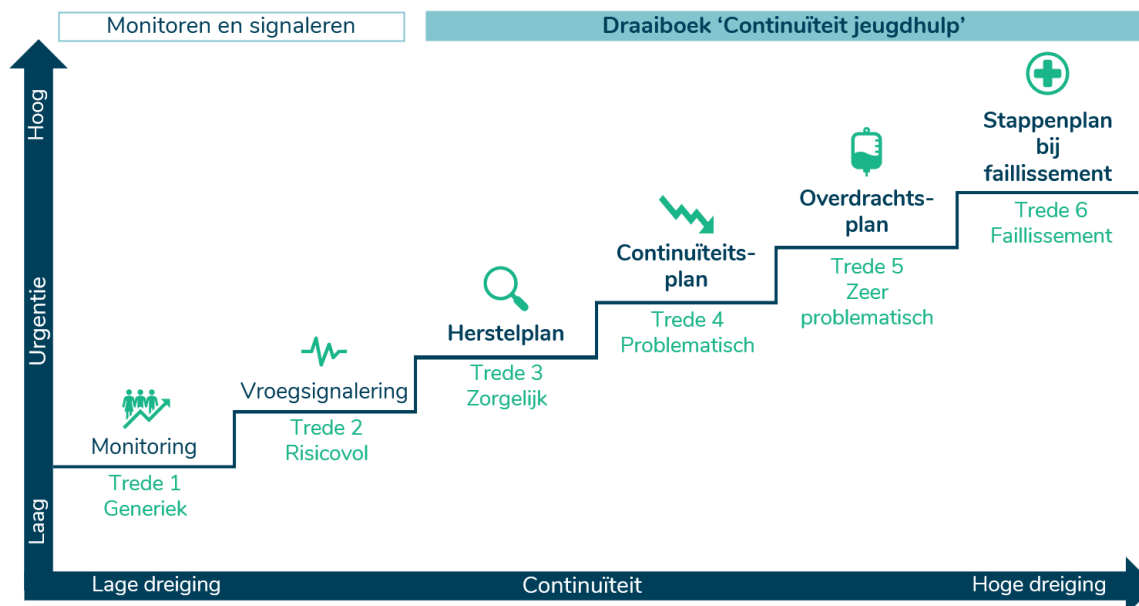 Monitoren en signaleren
Draaiboek ‘Continuïteit jeugdhulp’
Hoog
Urgentie
Laag
Monitoring
Trede 1
Generiek
Vroegsignalering
Trede 2
Risicovol
Herstelplan
Trede 3
Zorgelijk
Continuïteits-
plan
Trede 4
Problematisch
Overdrachts-
plan
Trede 5
Zeer
problematisch
Stappenplan
bij
faillissement
Trede 6
Faillissement
Lage dreiging
Continuïteit
Hoge dreiging